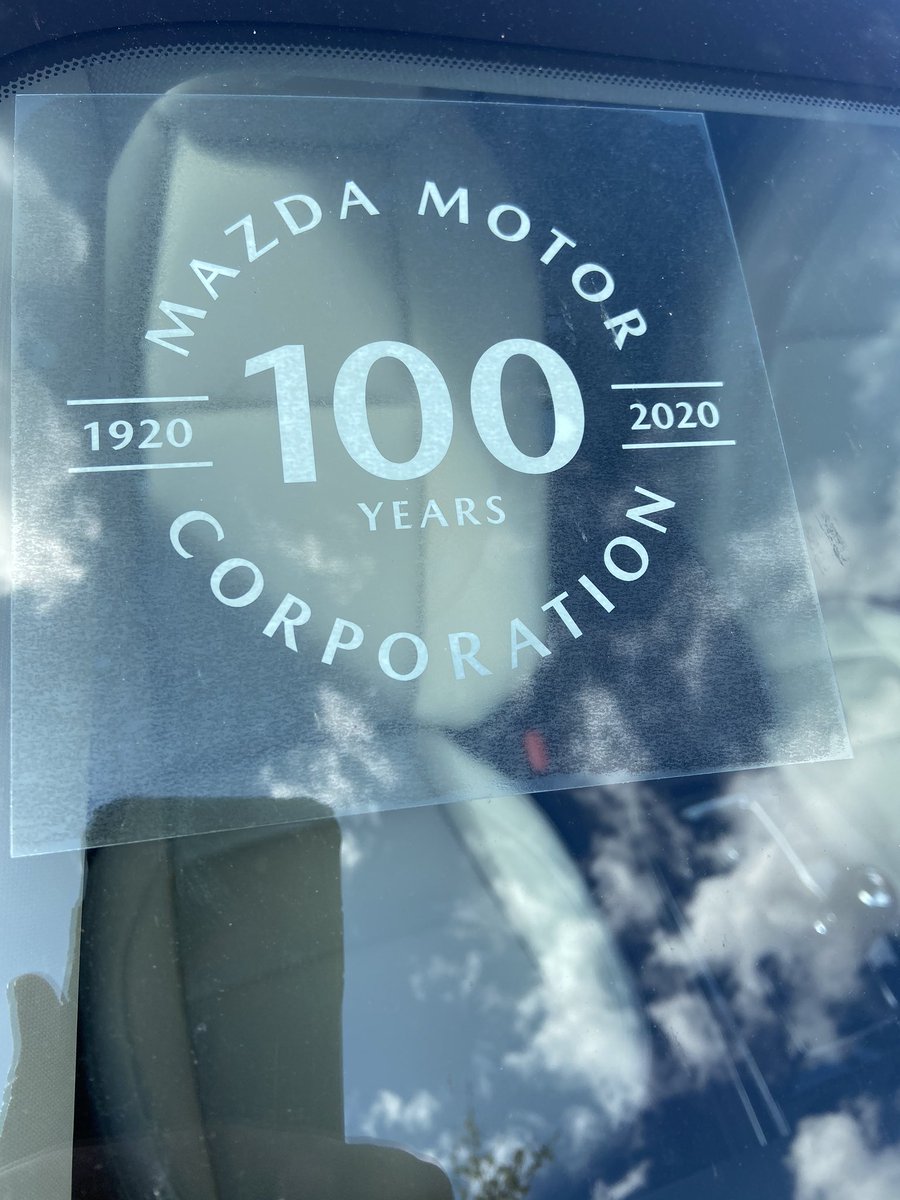 MAZDA MOTOR
100
1920
2020
YEARS
CORPORATION